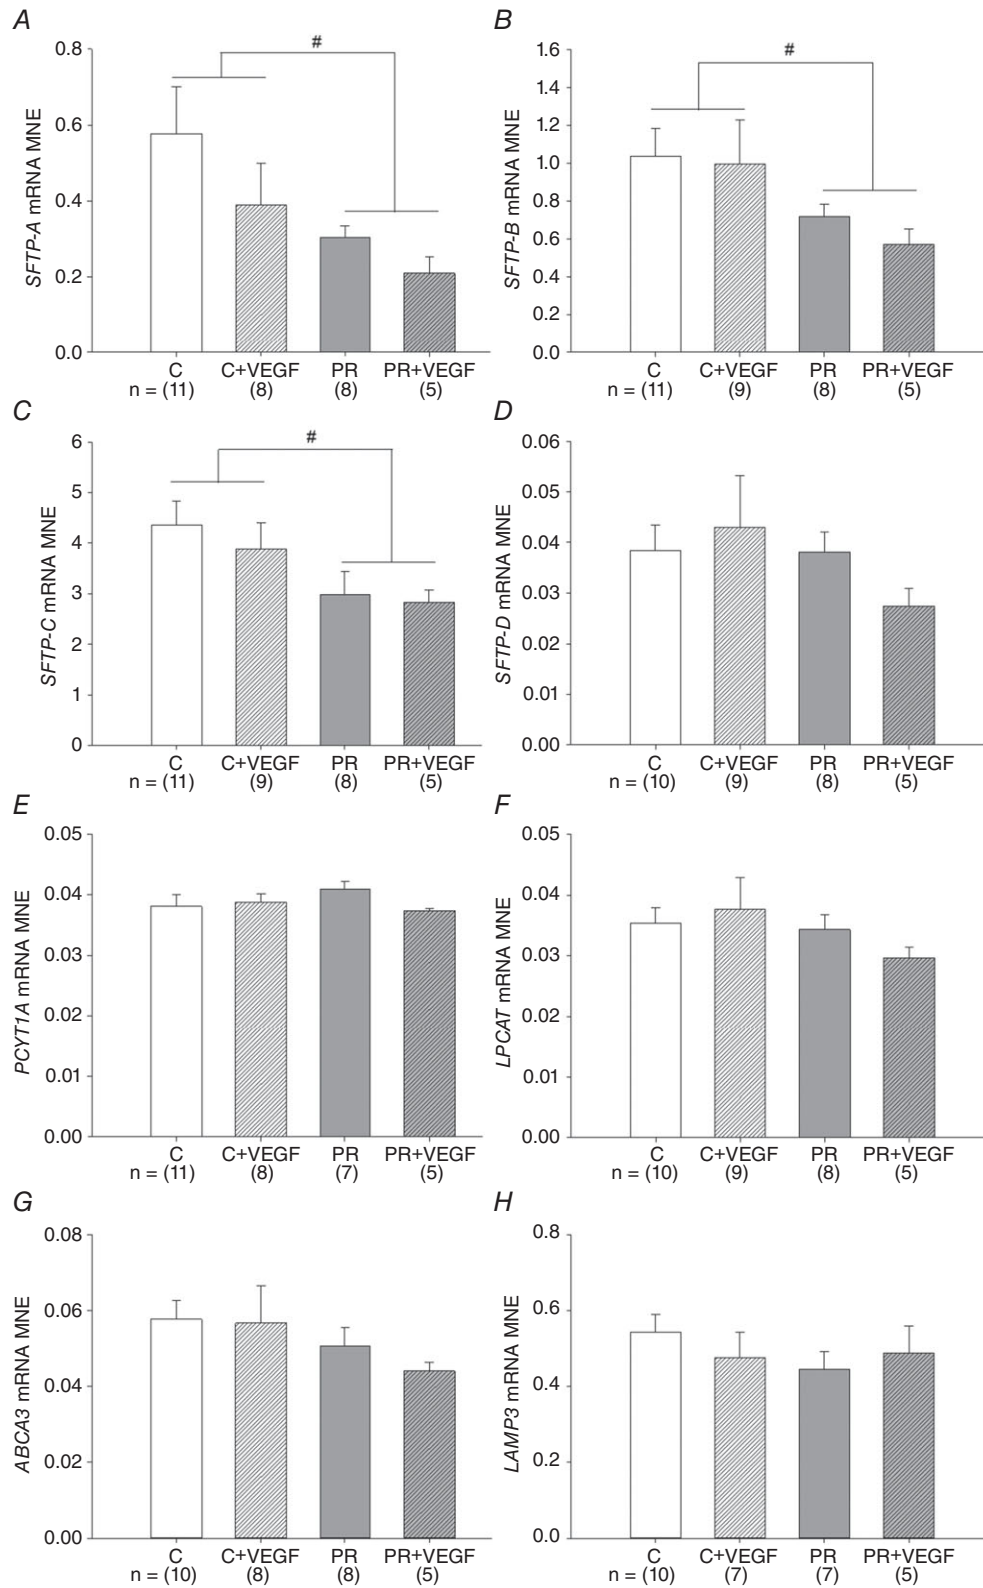 A
SFTP-A mRNA MNE
0.8
0.6
0.4
0.2
0.0
#
C C+VEGF PR PR+VEGF
n = (11) (8) (8) (5)
B
SFTP-B mRNA MNE
1.6
1.4
1.2
1.0
0.8
0.6
0.4
0.2
0.0
#
C C+VEGF PR PR+VEGF
(11) (9) (8) (5)
C
SFTP-C mRNA MNE
6
5
4
3
2
1
0
#
C C+VEGF PR PR+VEGF
n = (11) (9) (8) (5)
D
SFTP-D mRNA MNE
0.06
0.05
0.04
0.03
0.02
0.01
0.00
C C+VEGF PR PR+VEGF
n = (10) (9) (8) (5)
E
PCYT1A mRNA MNE
0.05
0.04
0.03
0.02
0.01
0.00
C C+VEGF PR PR+VEGF
n = (11) (8) (7) (5)
F
LPCAT mRNA MNE
0.05
0.04
0.03
0.02
0.01
0.00
C C+VEGF PR PR+VEGF
n = (10) (9) (8) (5)
G
ABCA3 mRNA MNE
0.08
0.06
0.04
0.02
0.00
C C+VEGF PR PR+VEGF
n = (10) (8) (8) (5)
H
LAMP3 mRNA MNE
0.8
0.6
0.4
0.2
0.0
C C+VEGF PR PR+VEGF
n = (10) (7) (7) (5)